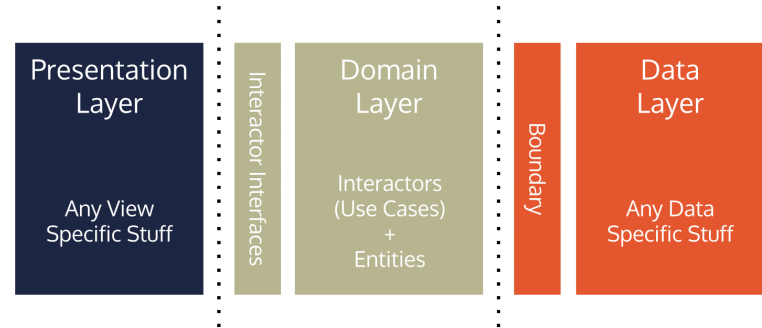 Presentation
Layer
Any View
Specific Stuff
Interactor Interfaces
Domain
Layer
Interactors
(Use Cases)
+
Entities
Boundary
Data
Layer
Any Data
Specific Stuff